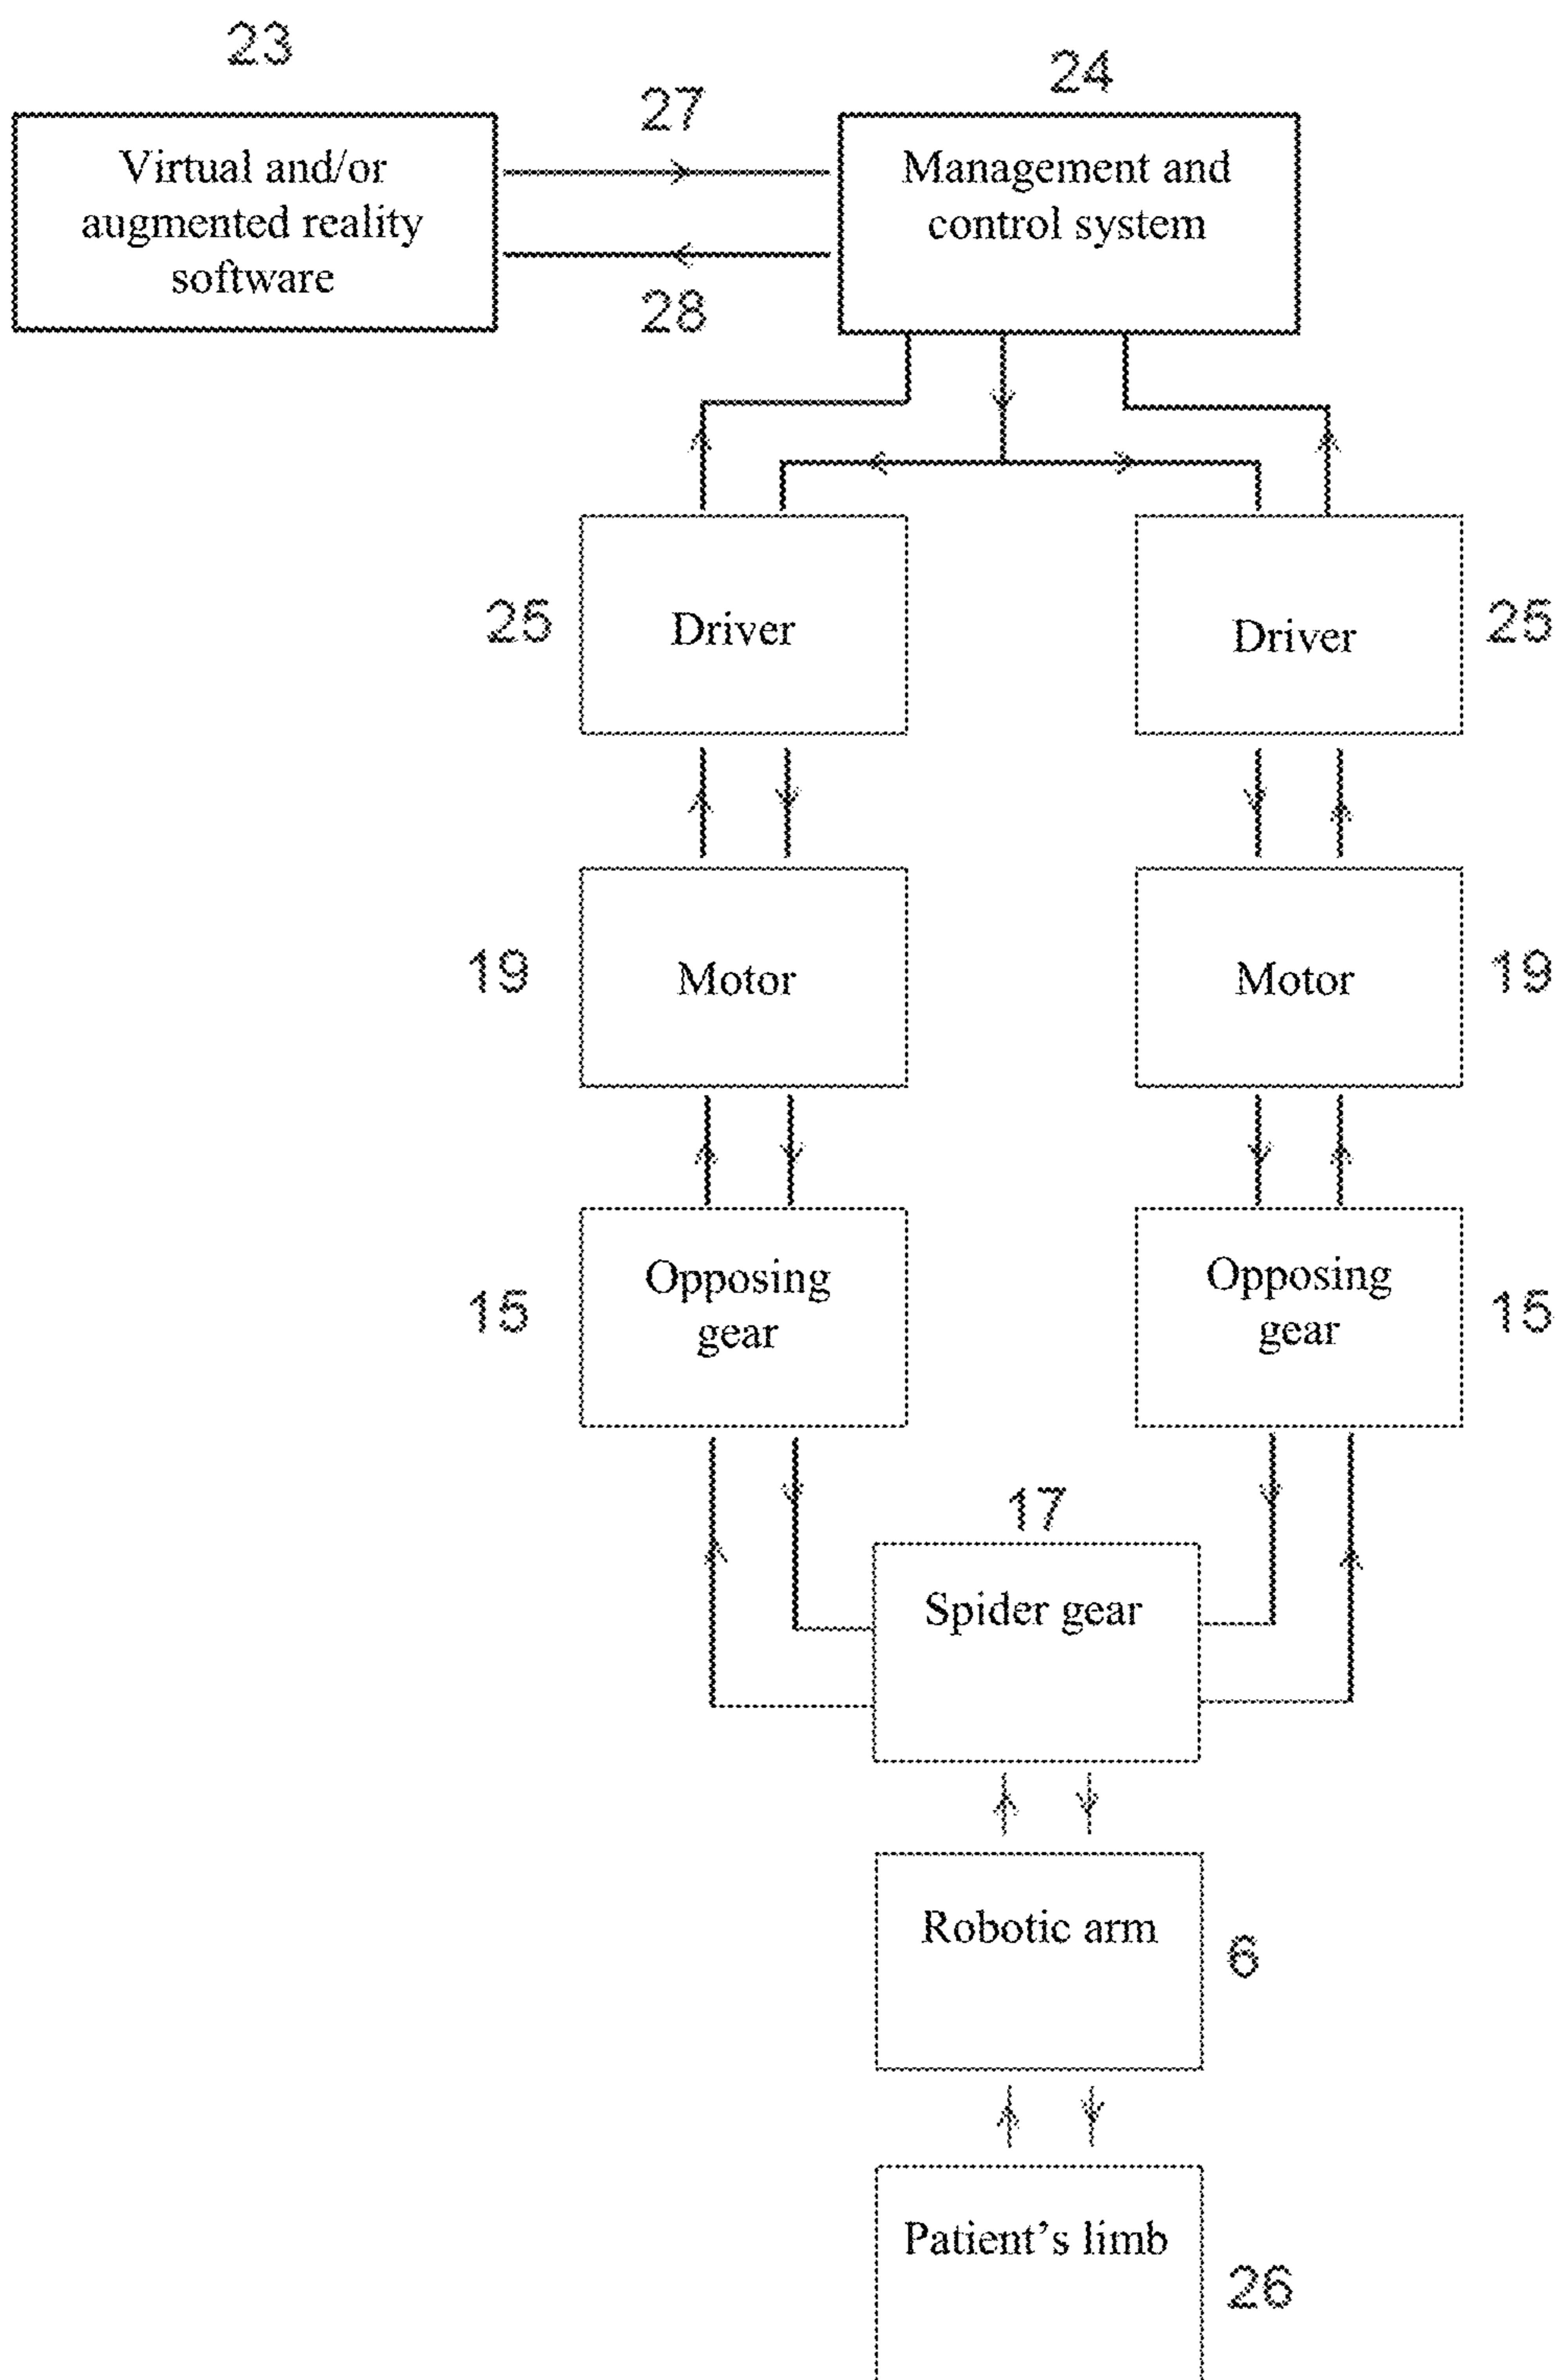 23
24
27
Virtual and/or
augmented reality
software
Management and
control system
28
25
Driver
Driver
25
19
Motor
Motor
19
15
Opposing
gear
Opposing
gear
15
17
Spider gear
Robotic arm
6
Patient's limb
26